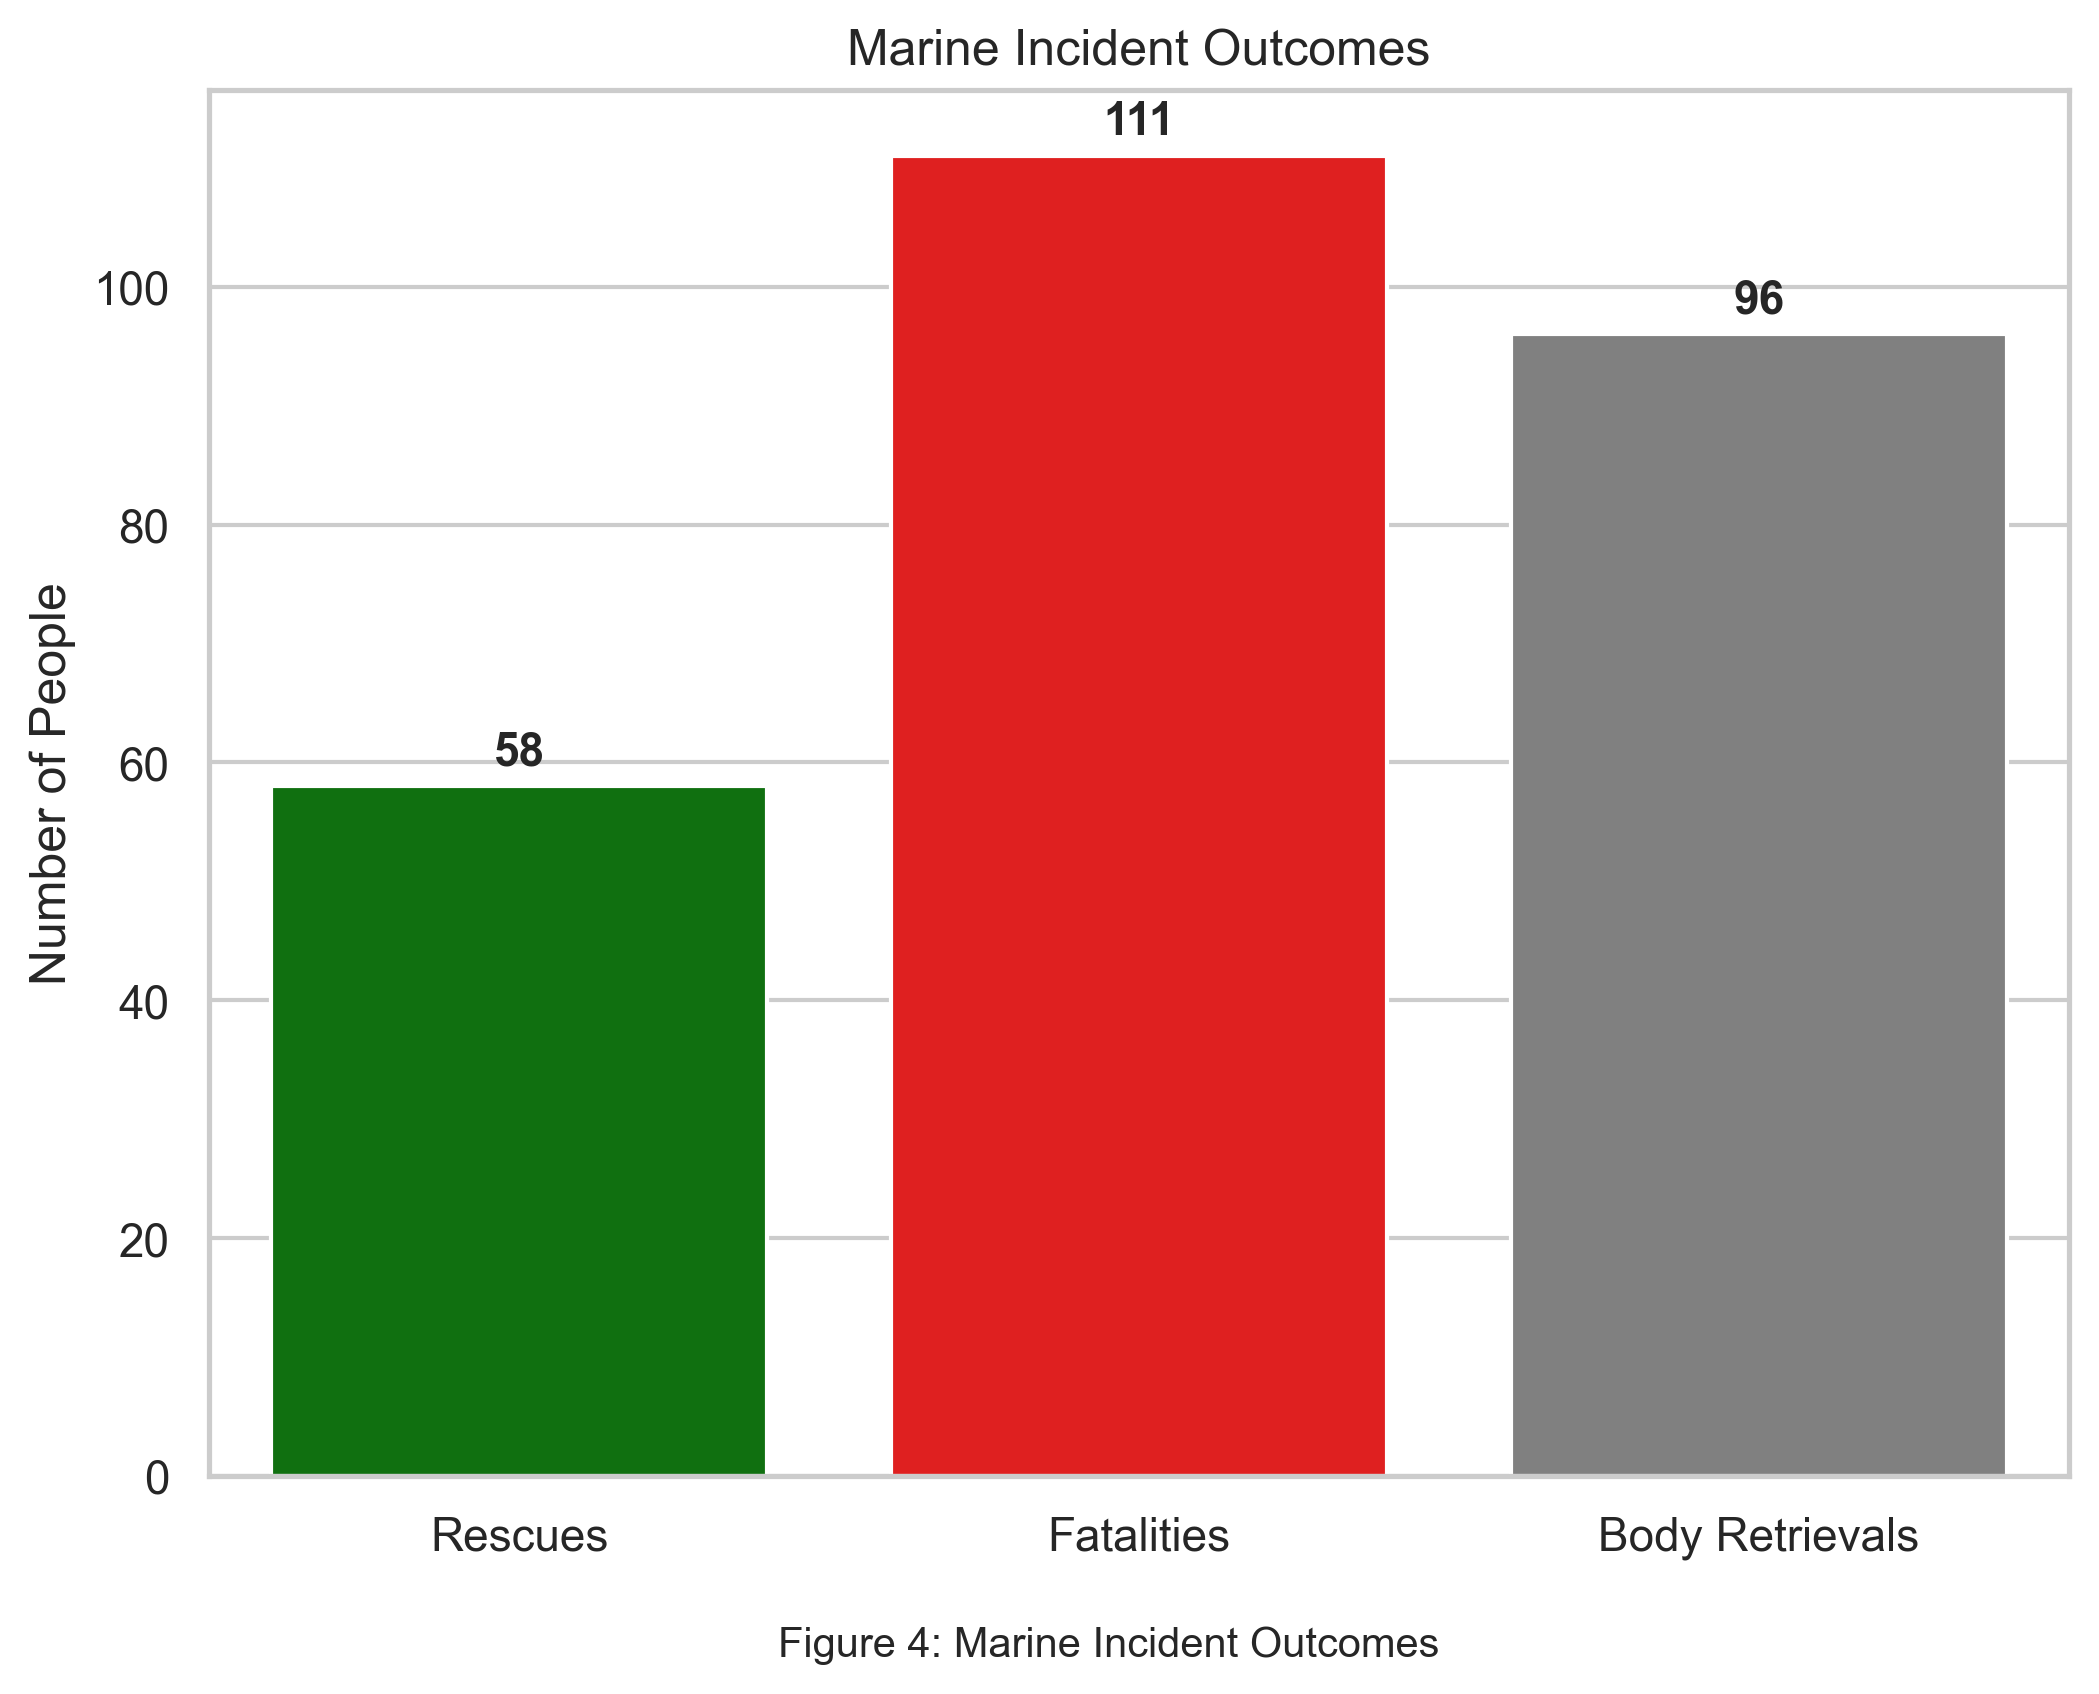 Marine Incident Outcomes
111
100
96
80
58
60
40
20
0
Number of People
Rescues
Fatalities
Body Retrievals
Figure 4: Marine Incident Outcomes